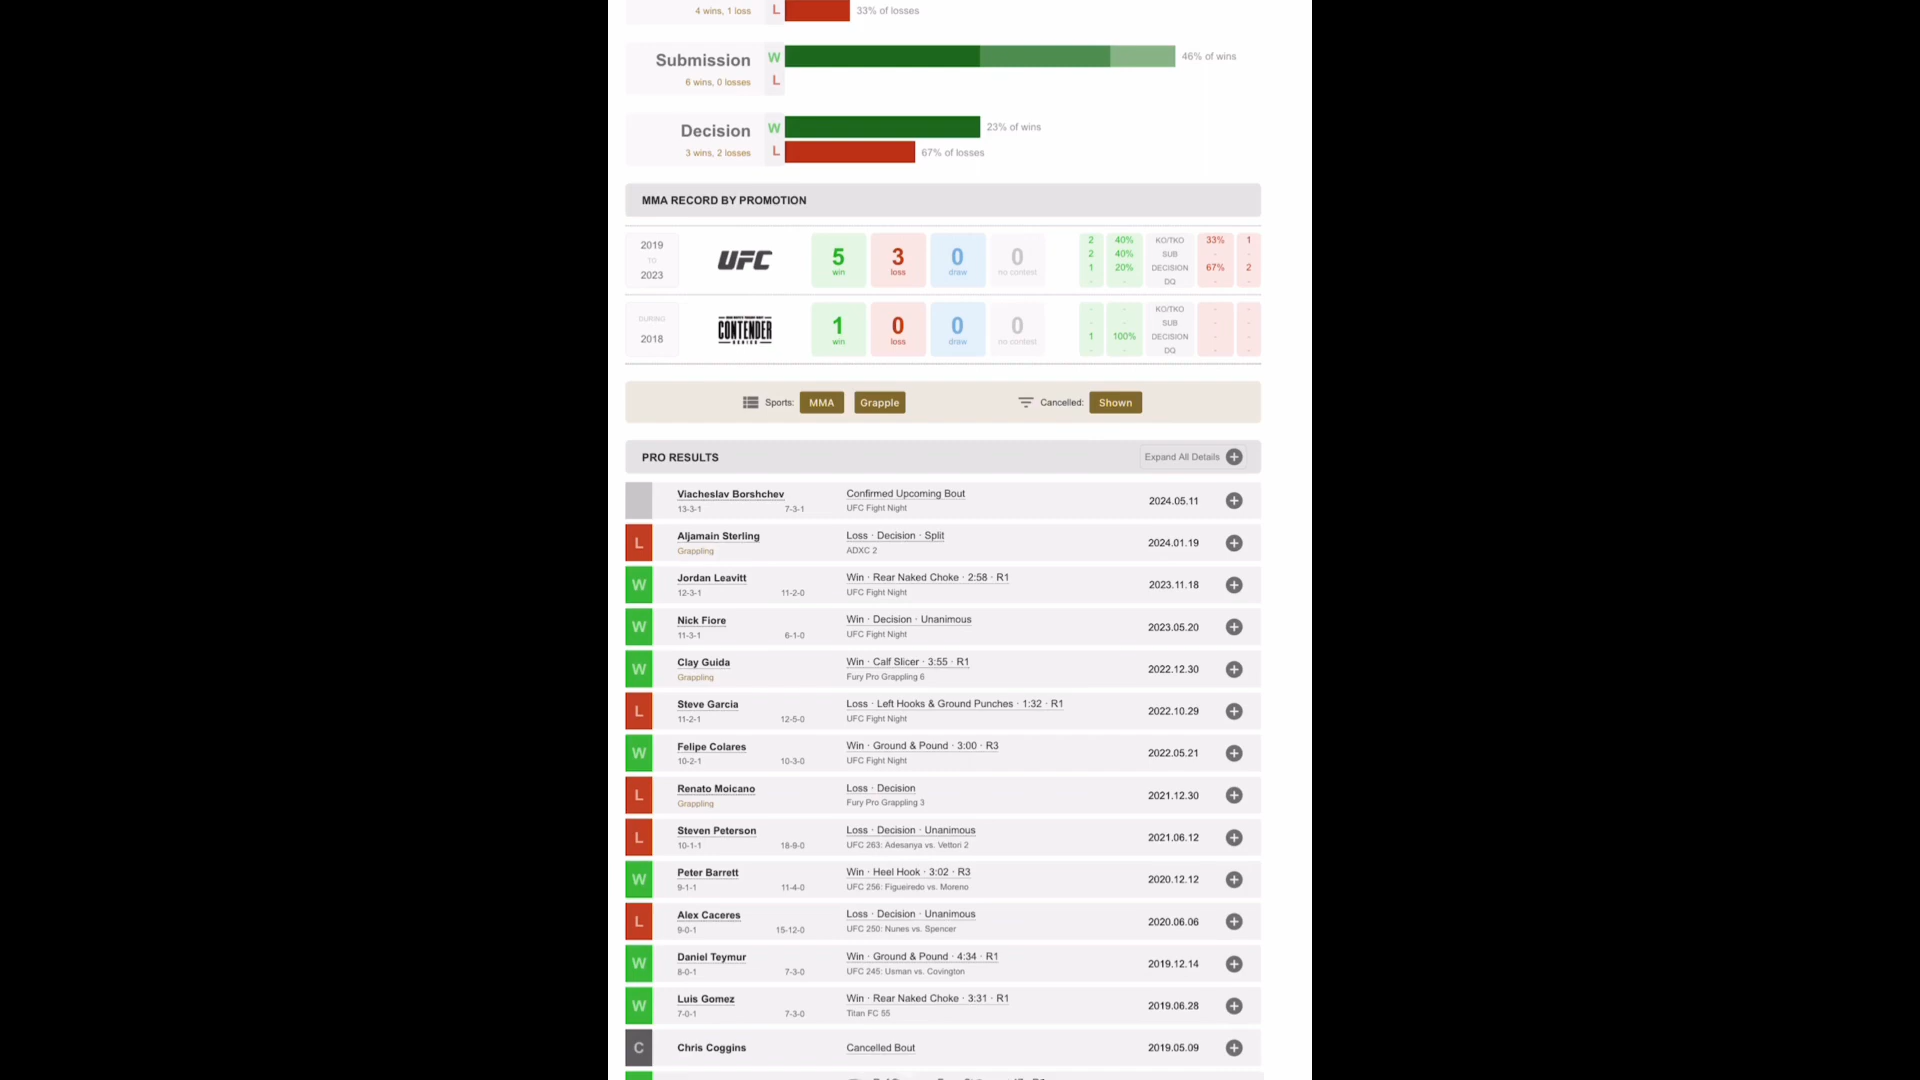 4 wins, 1 loss L 33% of losses
Submission W 46% of wins
6 wins, 0 losses L
Decision W 23% of wins
3 wins, 2 losses L 67% of losses
MMA RECORD BY PROMOTION
2019 TO 2023 UFC 5 win 3 loss 0 draw 0 no contest
2 40% KO/TKO 33% 1
2 40% SUB - -
1 20% DECISION 67% 2
- - DQ - -
DURING 2018 CONTENDER 1 win 0 loss 0 draw 0 no contest
- - KO/TKO - -
- - SUB - -
1 100% DECISION - -
- - DQ - -
Sports: MMA Grapple Cancelled: Shown
PRO RESULTS Expand All Details
Viacheslav Borshchev Confirmed Upcoming Bout 2024.05.11
13-3-1 7-3-1 UFC Fight Night
L Aljamain Sterling Loss · Decision · Split 2024.01.19
Grappling ADXC 2
W Jordan Leavitt Win · Rear Naked Choke · 2:58 · R1 2023.11.18
12-3-1 11-2-0 UFC Fight Night
W Nick Fiore Win · Decision · Unanimous 2023.05.20
11-3-1 6-1-0 UFC Fight Night
W Clay Guida Win · Calf Slicer · 3:55 · R1 2022.12.30
Grappling Fury Pro Grappling 6
L Steve Garcia Loss · Left Hooks & Ground Punches · 1:32 · R1 2022.10.29
11-2-1 12-5-0 UFC Fight Night
W Felipe Colares Win · Ground & Pound · 3:00 · R3 2022.05.21
10-2-1 10-3-0 UFC Fight Night
L Renato Moicano Loss · Decision 2021.12.30
Grappling Fury Pro Grappling 3
L Steven Peterson Loss · Decision · Unanimous 2021.06.12
10-1-1 18-9-0 UFC 263: Adesanya vs. Vettori 2
W Peter Barrett Win · Heel Hook · 3:02 · R3 2020.12.12
9-1-1 11-4-0 UFC 256: Figueiredo vs. Moreno
L Alex Caceres Loss · Decision · Unanimous 2020.06.06
9-0-1 15-12-0 UFC 250: Nunes vs. Spencer
W Daniel Teymur Win · Ground & Pound · 4:34 · R1 2019.12.14
8-0-1 7-3-0 UFC 245: Usman vs. Covington
W Luis Gomez Win · Rear Naked Choke · 3:31 · R1 2019.06.28
7-0-1 7-3-0 Titan FC 55
C Chris Coggins Cancelled Bout 2019.05.09